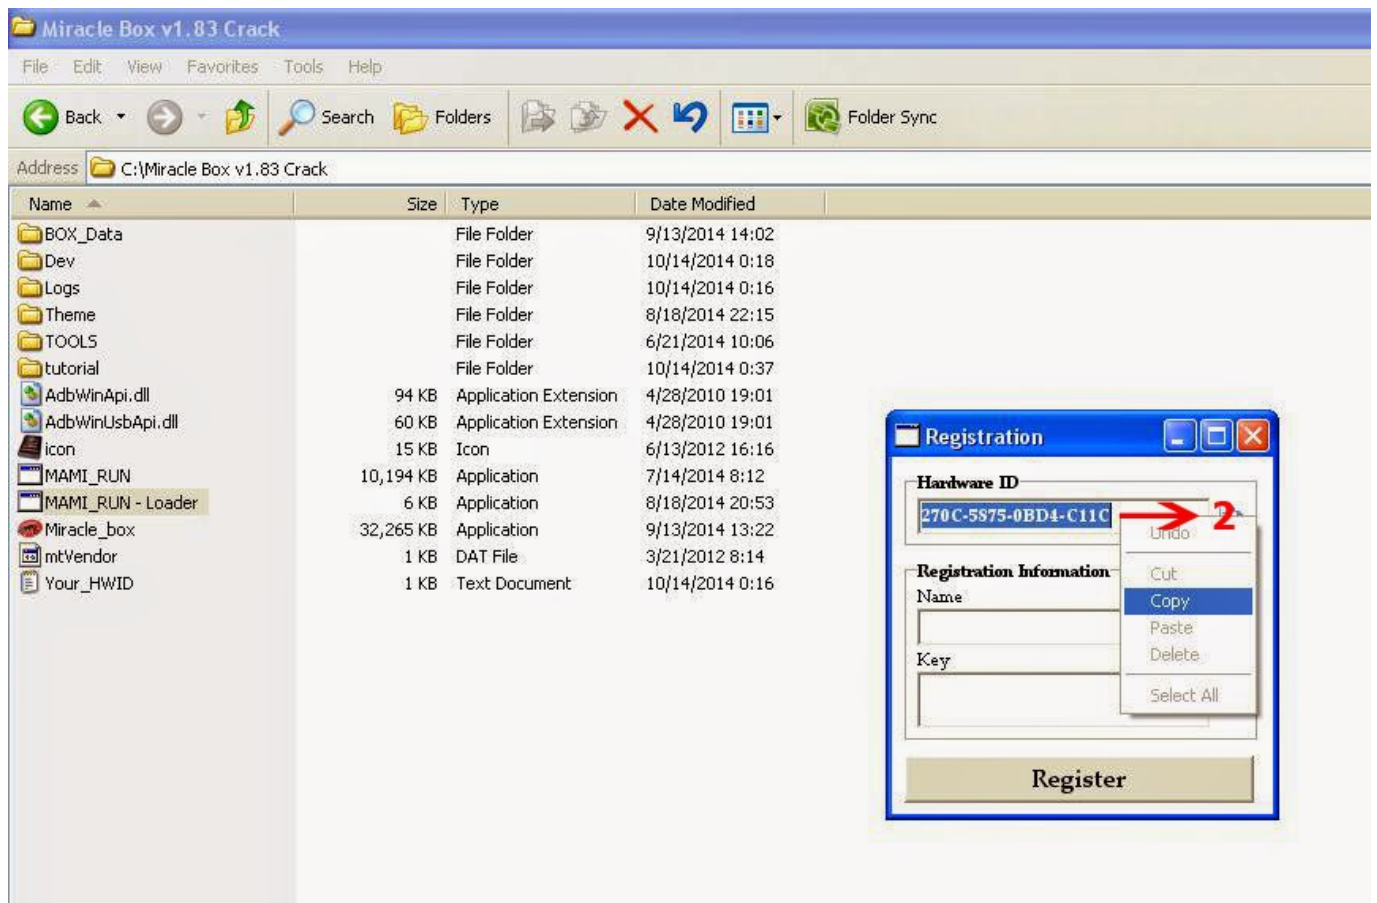 Miracle Box v1.83 Crack
File Edit View Favorites Tools Help
Back Search Folders Folder Sync
Address C:\Miracle Box v1.83 Crack
Name Size Type Date Modified
BOX_Data File Folder 9/13/2014 14:02
Dev File Folder 10/14/2014 0:18
Logs File Folder 10/14/2014 0:16
Theme File Folder 8/18/2014 22:15
TOOLS File Folder 6/21/2014 10:06
tutorial File Folder 10/14/2014 0:37
AdbWinApi.dll 94 KB Application Extension 4/28/2010 19:01
AdbWinUsbApi.dll 60 KB Application Extension 4/28/2010 19:01
icon 15 KB Icon 6/13/2012 16:16
MAMI_RUN 10,194 KB Application 7/14/2014 8:12
MAMI_RUN - Loader 6 KB Application 8/18/2014 20:53
Miracle_box 32,265 KB Application 9/13/2014 13:22
mtVendor 1 KB DAT File 3/21/2012 8:14
Your_HWID 1 KB Text Document 10/14/2014 0:16
Registration
Hardware ID
270C-5875-0BD4-C11C 2
Registration Information
Name
Key
Undo
Cut
Copy
Paste
Delete
Select All
Register